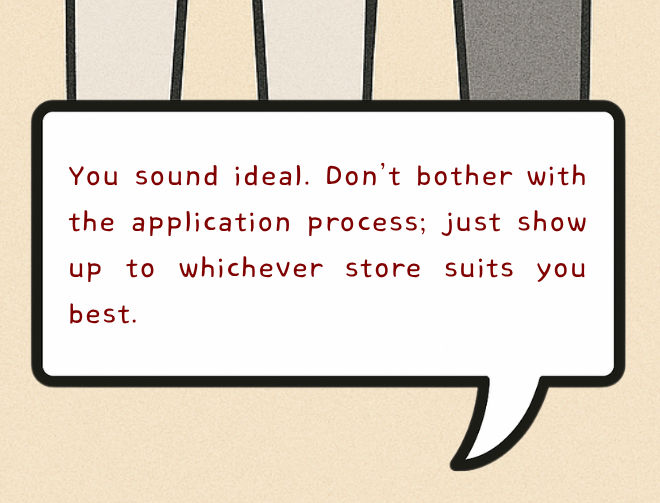 You sound ideal. Don't bother with
the application process; just show
up to whichever store suits you
best.